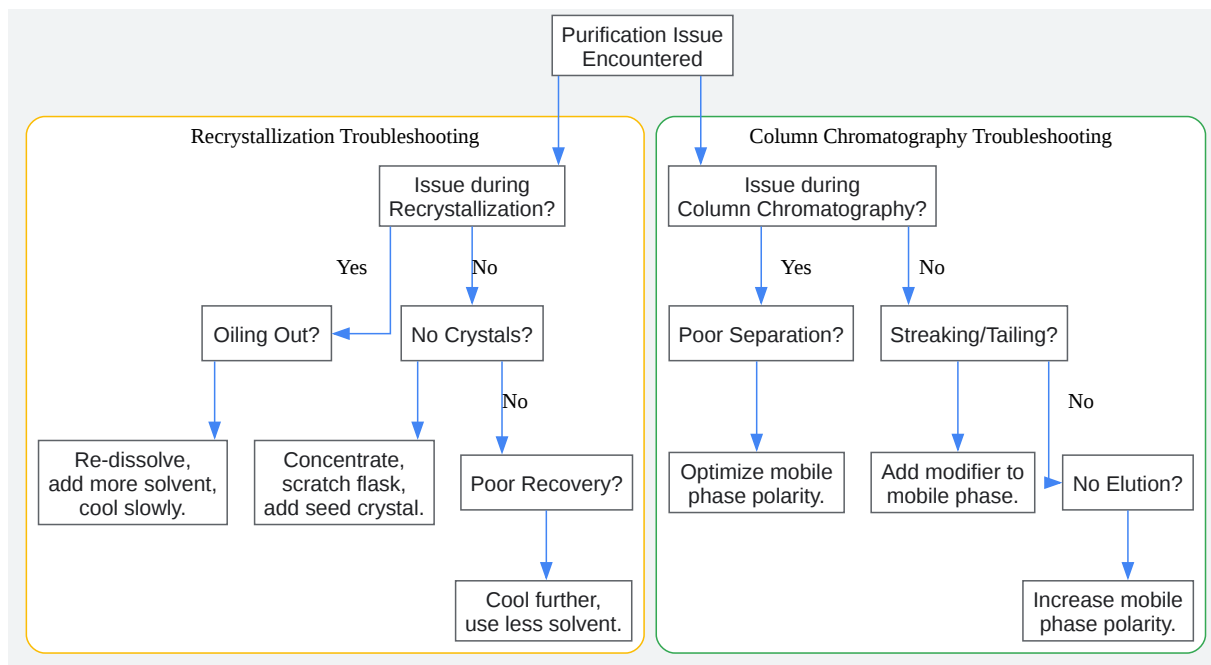 Purification Issue
Encountered
Recrystallization Troubleshooting
Issue during
Recrystallization?
Yes
No
Oiling Out?
No Crystals?
No
Re-dissolve,
add more solvent,
cool slowly.
Concentrate,
scratch flask,
add seed crystal.
Poor Recovery?
Cool further,
use less solvent.
Column Chromatography Troubleshooting
Issue during
Column Chromatography?
Yes
No
Poor Separation?
Streaking/Tailing?
No
Optimize mobile
phase polarity.
Add modifier to
mobile phase.
No Elution?
Increase mobile
phase polarity.